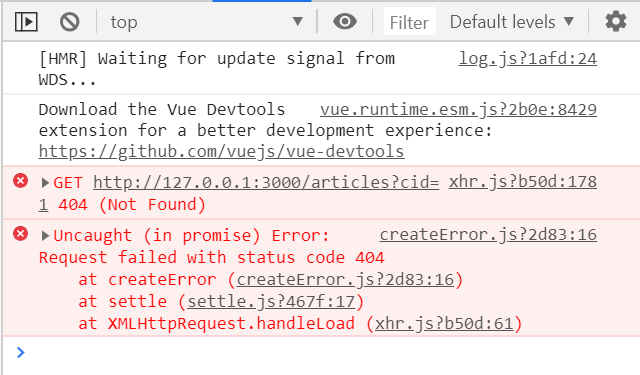 top Filter Default levels
[HMR] Waiting for update signal from log.js?1afd:24
WDS...
Download the Vue Devtools vue.runtime.esm.js?2b0e:8429
extension for a better development experience:
https://github.com/vuejs/vue-devtools
GET http://127.0.0.1:3000/articles?cid= xhr.js?b50d:178
1 404 (Not Found)
Uncaught (in promise) Error: createError.js?2d83:16
Request failed with status code 404
at createError (createError.js?2d83:16)
at settle (settle.js?467f:17)
at XMLHttpRequest.handleLoad (xhr.js?b50d:61)